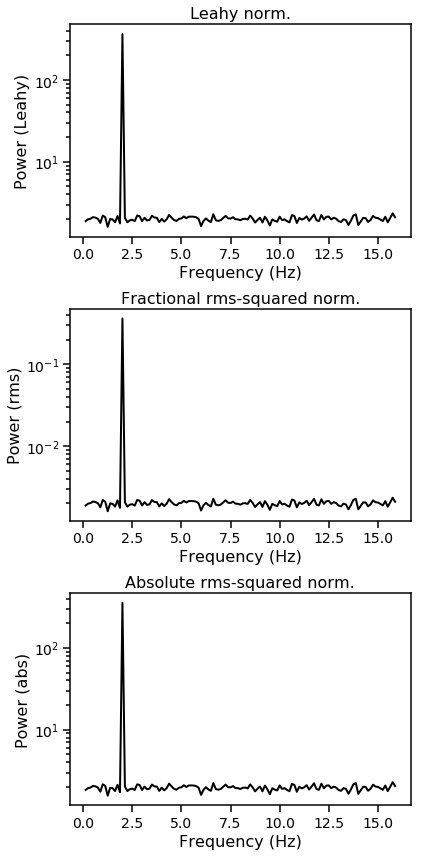 Leahy norm.
10²
10¹
Power (Leahy)
0.0 2.5 5.0 7.5 10.0 12.5 15.0
Frequency (Hz)
Fractional rms-squared norm.
10⁻¹
10⁻²
Power (rms)
0.0 2.5 5.0 7.5 10.0 12.5 15.0
Frequency (Hz)
Absolute rms-squared norm.
10²
10¹
Power (abs)
0.0 2.5 5.0 7.5 10.0 12.5 15.0
Frequency (Hz)